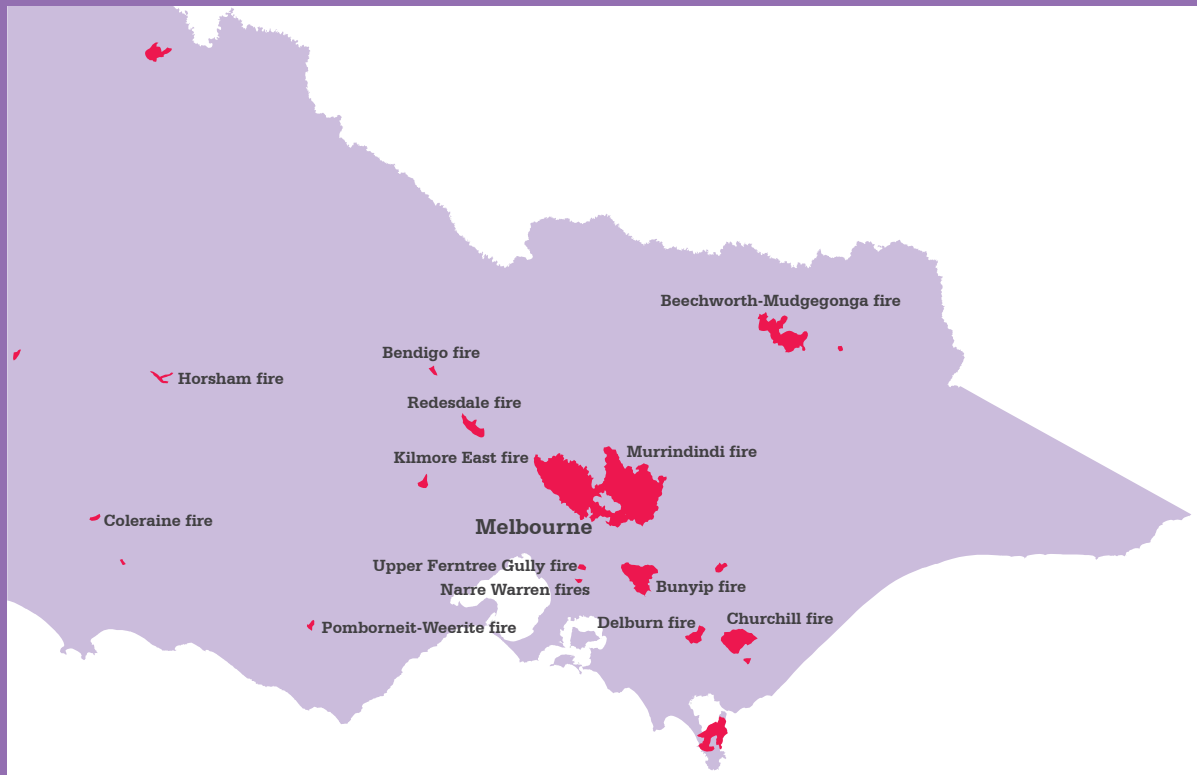 Beechworth-Mudgegonga fire
Bendigo fire
Horsham fire
Redesdale fire
Kilmore East fire
Murrindindi fire
Coleraine fire
Melbourne
Upper Ferntree Gully fire
Narre Warren fires
Bunyip fire
Pomborneit-Weerite fire
Delburn fire
Churchill fire